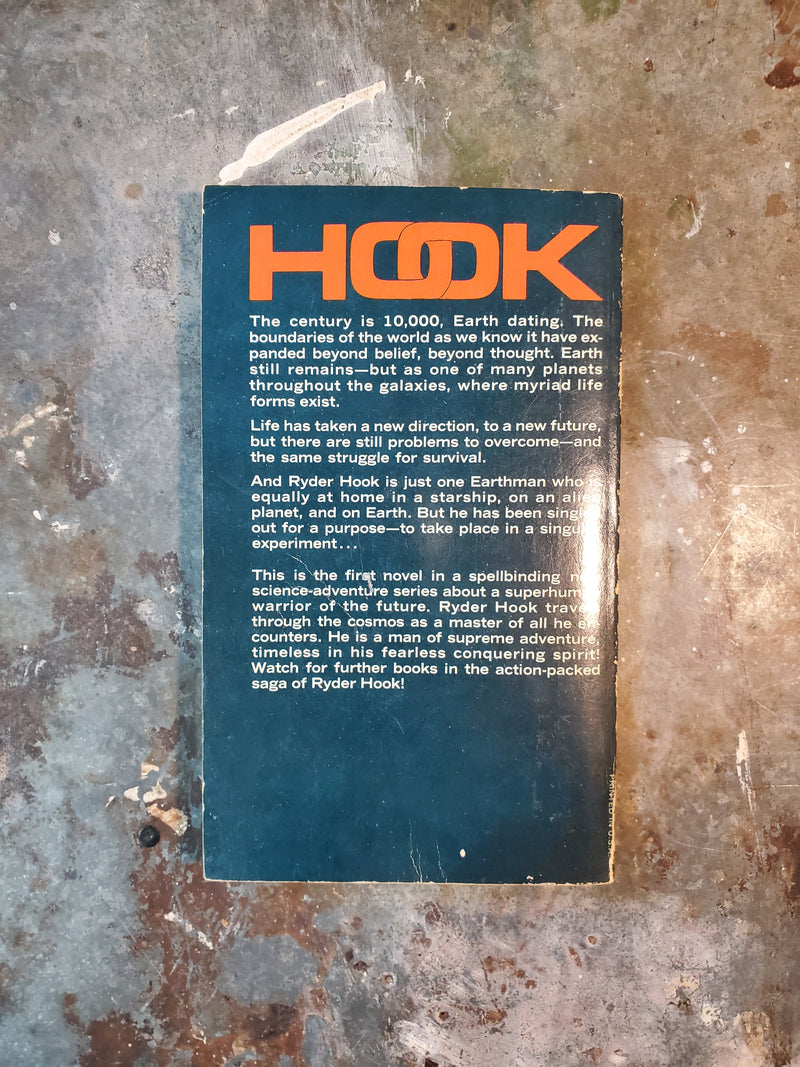 HOOK
The century is 10,000, Earth dating. The
boundaries of the world as we know it have ex-
panded beyond belief, beyond thought. Earth
still remains—but as one of many planets
throughout the galaxies, where myriad life
forms exist.
Life has taken a new direction, to a new future,
but there are still problems to overcome—and
the same struggle for survival.
And Ryder Hook is just one Earthman who is
equally at home in a starship, on an alien
planet, and on Earth. But he has been
out for a purpose—to take place in a
experiment...
This is the first novel in a spellbinding
science-adventure series about a
warrior of the future. Ryder Hook
through the cosmos as a master of all he en-
counters. He is a man of supreme adventure,
timeless in his fearless conquering spirit!
Watch for further books in the action-packed
saga of Ryder Hook!
PRINTED IN U.S.A.